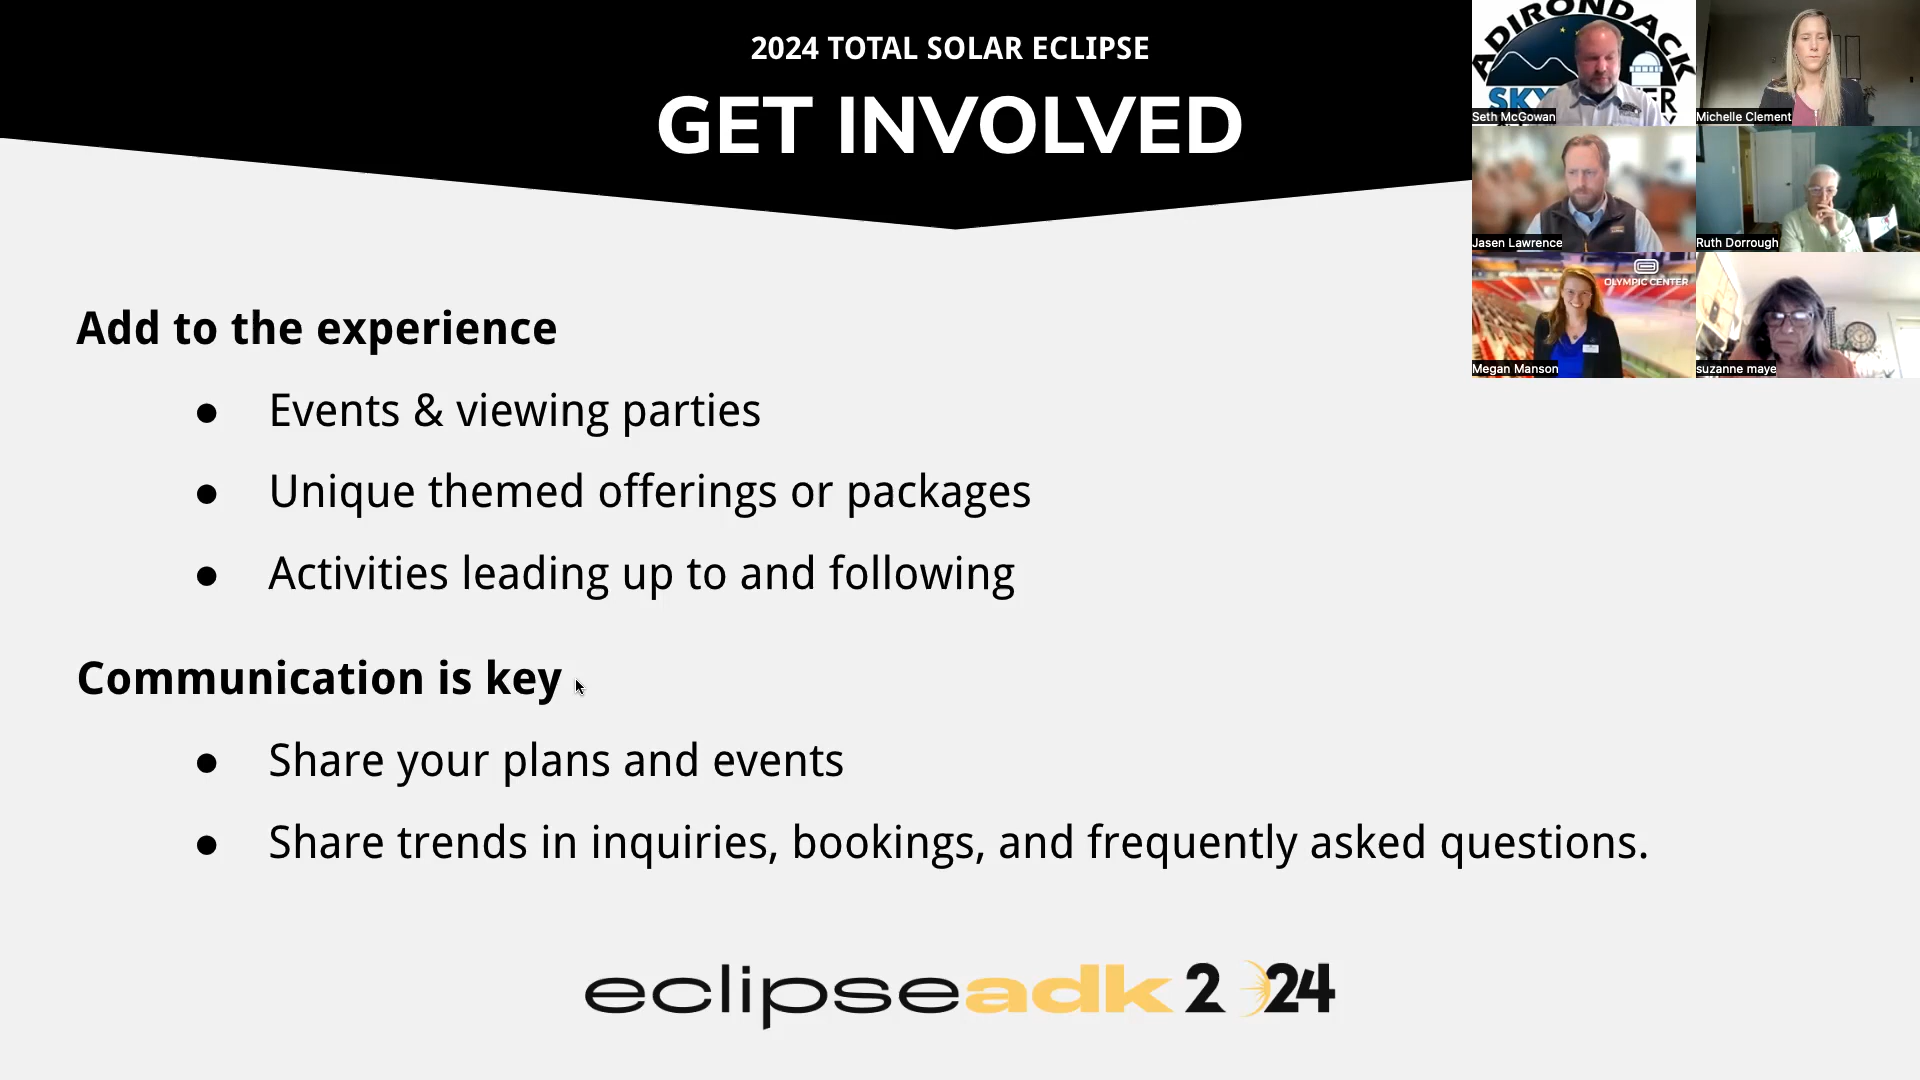 2024 TOTAL SOLAR ECLIPSE
GET INVOLVED
Add to the experience
● Events & viewing parties
● Unique themed offerings or packages
● Activities leading up to and following
Communication is key
● Share your plans and events
● Share trends in inquiries, bookings, and frequently asked questions.
eclipseadk 2024
ADIRONDACK
SKY
Seth McGowan
Michelle Clement
Jasen Lawrence
Ruth Dorrough
OLYMPIC CENTER
Megan Manson
suzanne maye